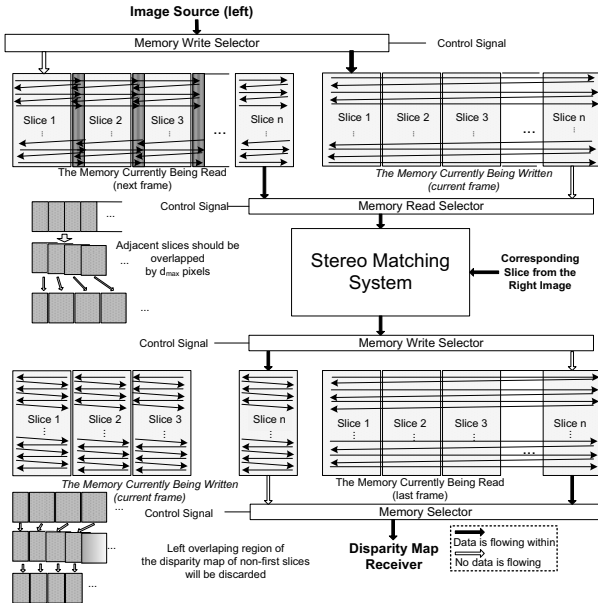 Image Source (left)
Memory Write Selector
Control Signal
Slice 1
Slice 2
Slice 3
...
Slice n
Slice 1
Slice 2
Slice 3
...
Slice n
The Memory Currently Being Read
(next frame)
The Memory Currently Being Written
(current frame)
Control Signal
Memory Read Selector
...
Adjacent slices should be
overlapped
by dmax pixels
...
...
Stereo Matching
System
Corresponding
Slice from the
Right Image
Control Signal
Memory Write Selector
Slice 1
Slice 2
Slice 3
Slice n
Slice 1
Slice 2
Slice 3
...
Slice n
The Memory Currently Being Written
(current frame)
The Memory Currently Being Read
(last frame)
Control Signal
Memory Selector
...
Left overlaping region of
the disparity map of non-first slices
will be discarded
...
...
Disparity Map
Receiver
Data is flowing within
No data is flowing